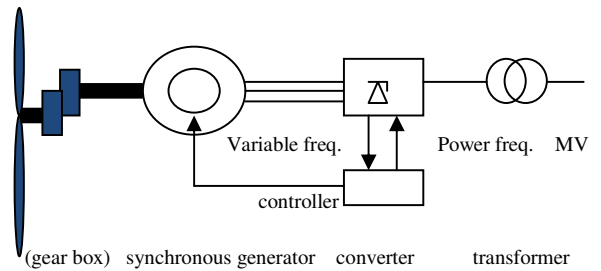 Variable freq. Power freq. MV
controller
(gear box) synchronous generator converter transformer